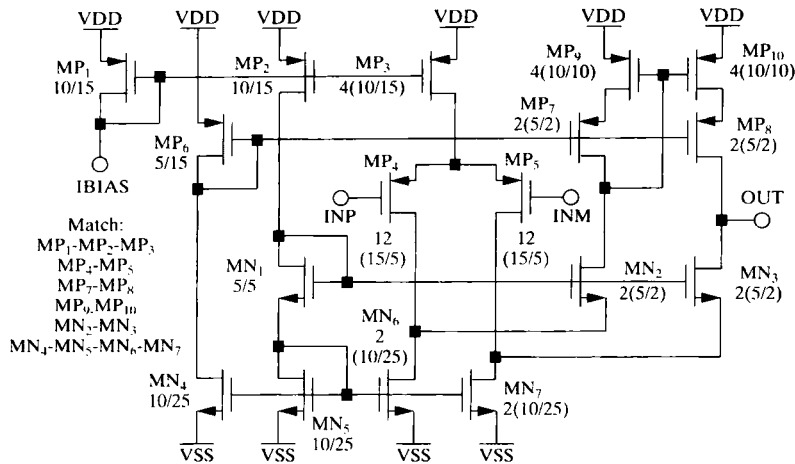 VDD VDD VDD VDD VDD VDD
MP1
10/15
MP2
10/15
MP3
4(10/15)
MP9
4(10/10)
MP10
4(10/10)
MP6
5/15
MP7
2(5/2)
MP8
2(5/2)
IBIAS
MP4
MP5
INP
INM
OUT
12
(15/5)
12
(15/5)
Match:
MP1-MP2-MP3
MP4-MP5
MP7-MP8
MP9.MP10
MN2-MN3
MN4-MN5-MN6-MN7
MN1
5/5
MN2
2(5/2)
MN3
2(5/2)
MN6
2
(10/25)
MN4
10/25
MN5
10/25
MN7
2(10/25)
VSS VSS VSS VSS